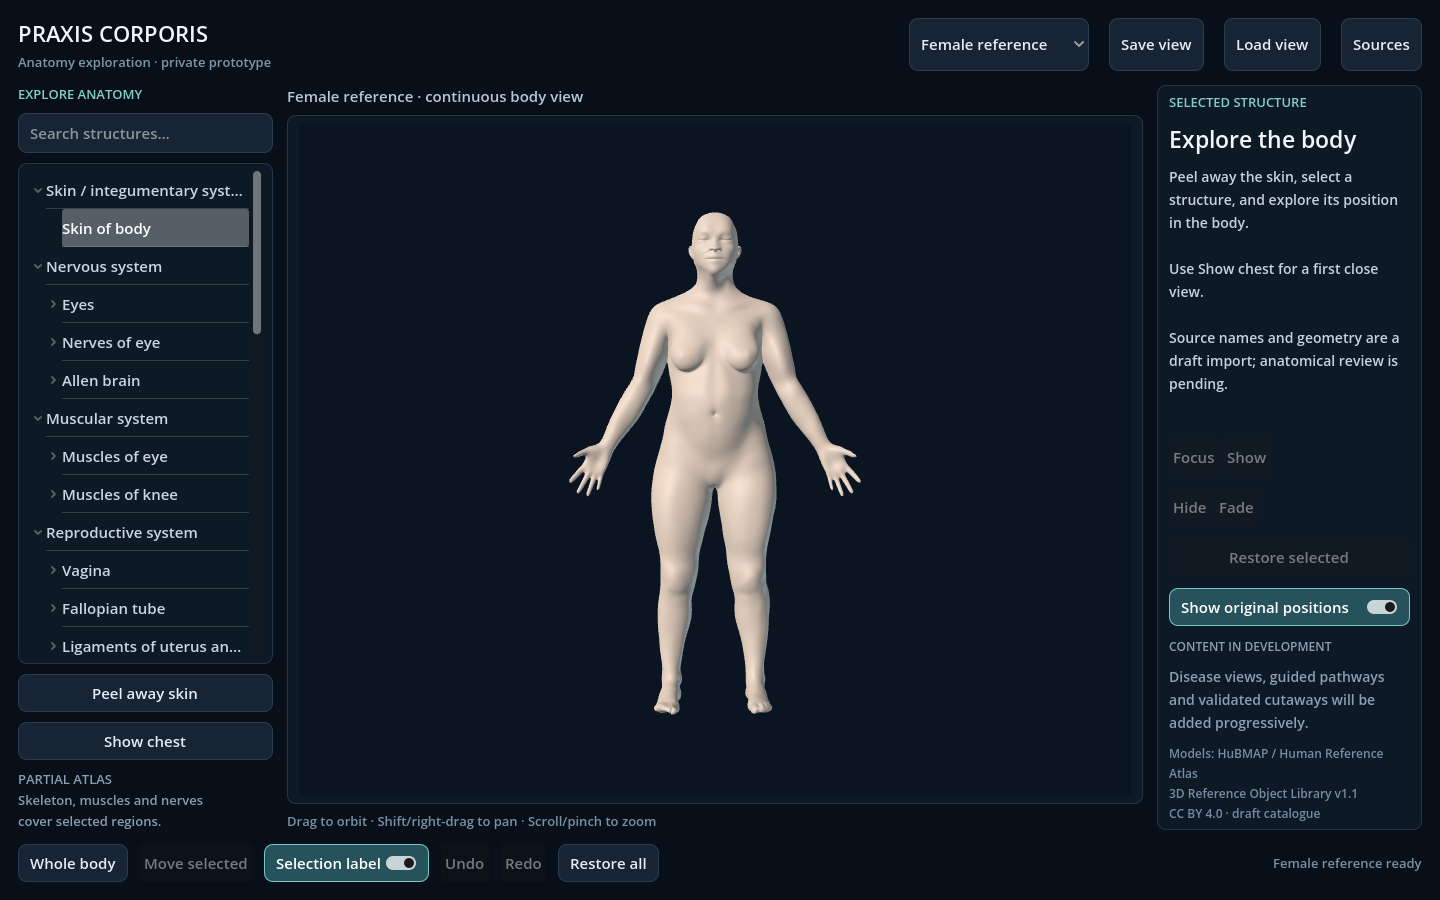 PRAXIS CORPORIS
Anatomy exploration · private prototype
Female reference
Save view
Load view
Sources
EXPLORE ANATOMY
Search structures...
Skin / integumentary syst...
Skin of body
Nervous system
Eyes
Nerves of eye
Allen brain
Muscular system
Muscles of eye
Muscles of knee
Reproductive system
Vagina
Fallopian tube
Ligaments of uterus an...
Peel away skin
Show chest
PARTIAL ATLAS
Skeleton, muscles and nerves
cover selected regions.
Female reference · continuous body view
Drag to orbit · Shift/right-drag to pan · Scroll/pinch to zoom
SELECTED STRUCTURE
Explore the body
Peel away the skin, select a
structure, and explore its position
in the body.
Use Show chest for a first close
view.
Source names and geometry are a
draft import; anatomical review is
pending.
Focus Show
Hide Fade
Restore selected
Show original positions
CONTENT IN DEVELOPMENT
Disease views, guided pathways
and validated cutaways will be
added progressively.
Models: HuBMAP / Human Reference
Atlas
3D Reference Object Library v1.1
CC BY 4.0 · draft catalogue
Whole body
Move selected
Selection label
Undo
Redo
Restore all
Female reference ready